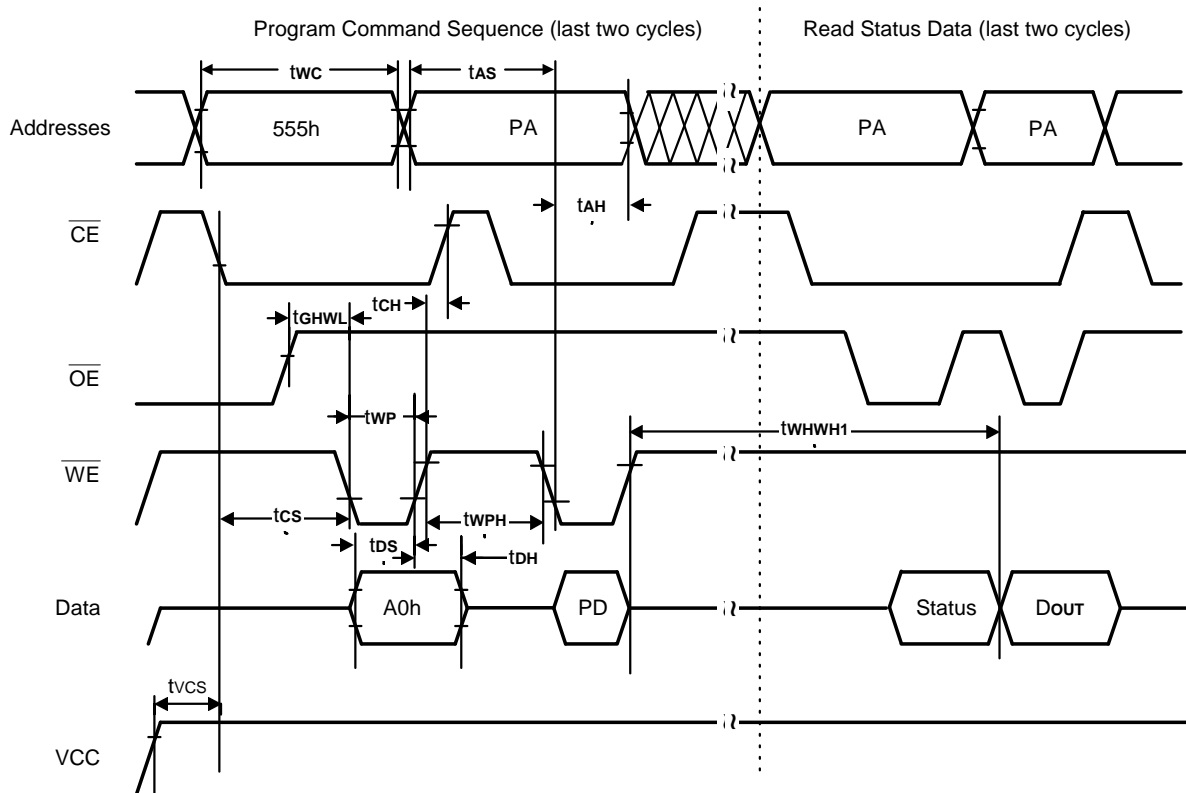 Program Command Sequence (last two cycles) Read Status Data (last two cycles)
tWC tAS
Addresses 555h PA PA PA
tAH
CE
tCH
tGHWL
OE
tWP
tWHWH1
WE
tCS tWPH
tDS tDH
Data A0h PD Status DOUT
tVCS
VCC